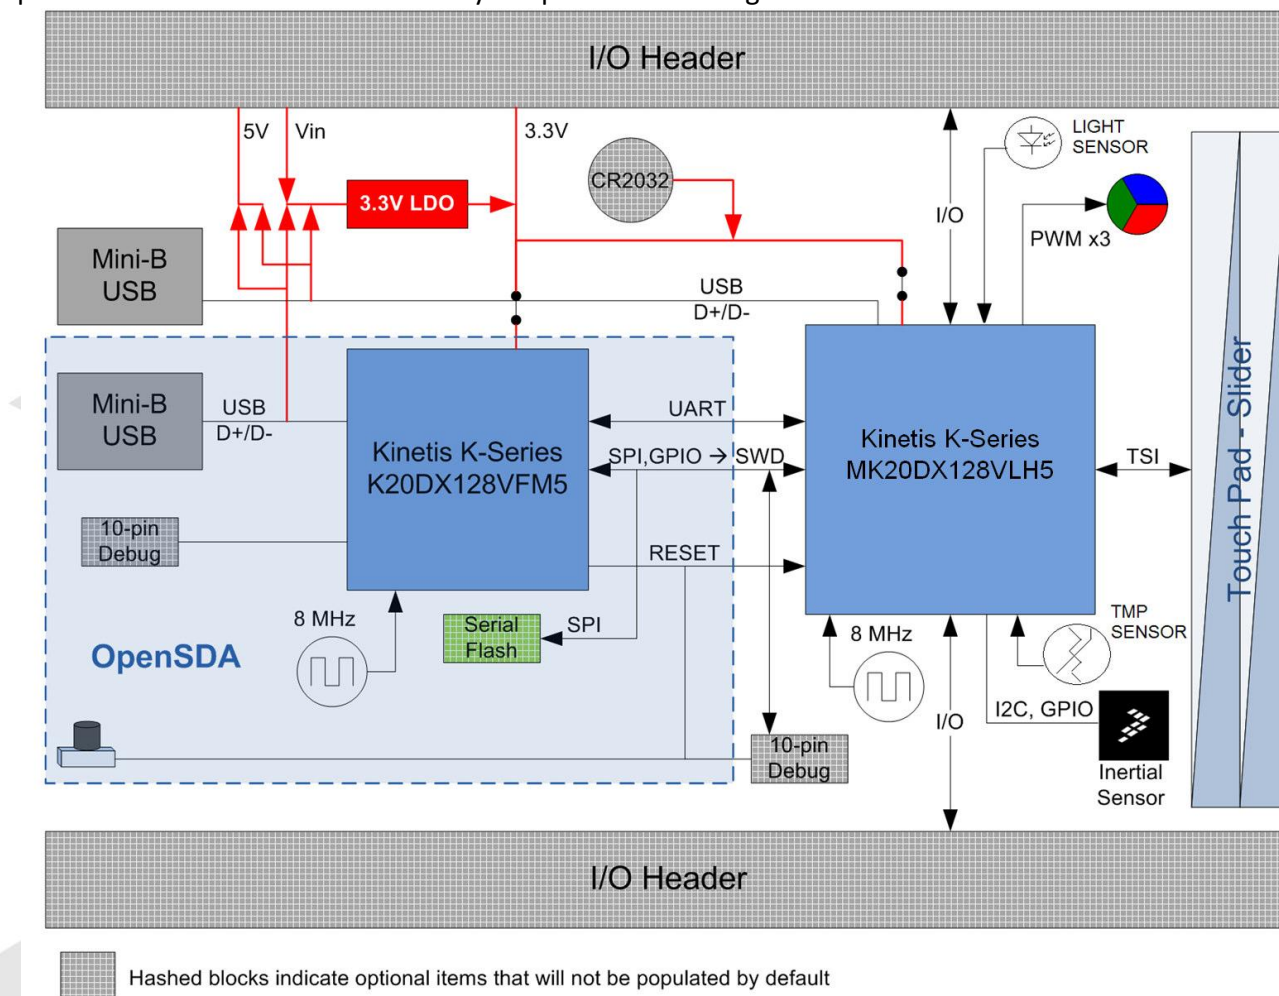 I/O Header
5V
Vin
3.3V
LIGHT
SENSOR
CR2032
3.3V LDO
I/O
PWM x3
Mini-B
USB
USB
D+/D-
Mini-B
USB
USB
D+/D-
Kinetis K-Series
K20DX128VFM5
UART
SPI,GPIO → SWD
Kinetis K-Series
MK20DX128VLH5
TSI
Touch Pad - Slider
10-pin
Debug
RESET
8 MHz
Serial
Flash
SPI
OpenSDA
8 MHz
TMP
SENSOR
I/O
I2C, GPIO
10-pin
Debug
Inertial
Sensor
I/O Header
Hashed blocks indicate optional items that will not be populated by default